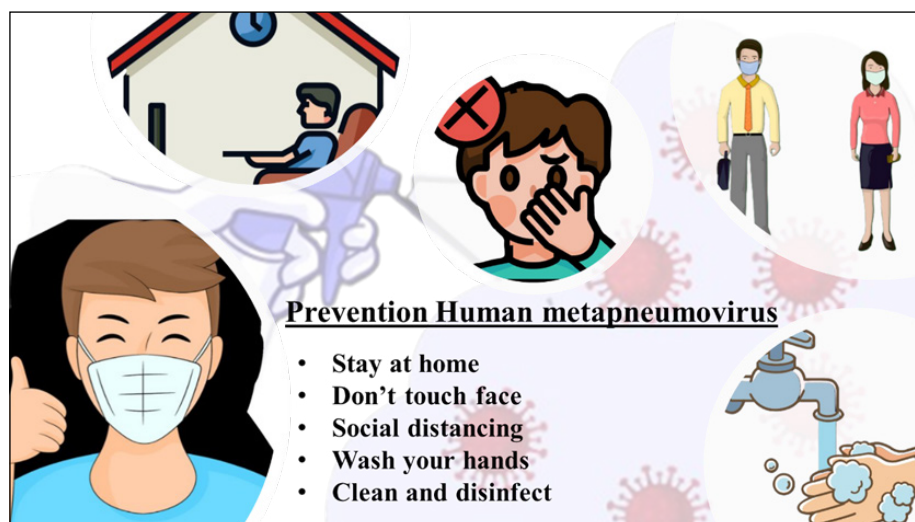 Prevention Human metapneumovirus
• Stay at home
• Don’t touch face
• Social distancing
• Wash your hands
• Clean and disinfect